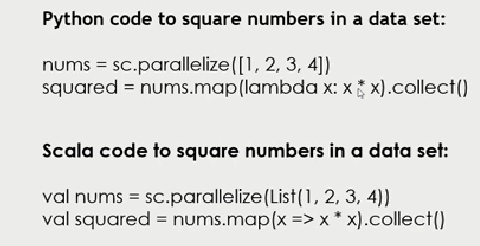 Python code to square numbers in a data set:
nums = sc.parallelize([1, 2, 3, 4])
squared = nums.map(lambda x: x * x).collect()
Scala code to square numbers in a data set:
val nums = sc.parallelize(List(1, 2, 3, 4))
val squared = nums.map(x => x * x).collect()